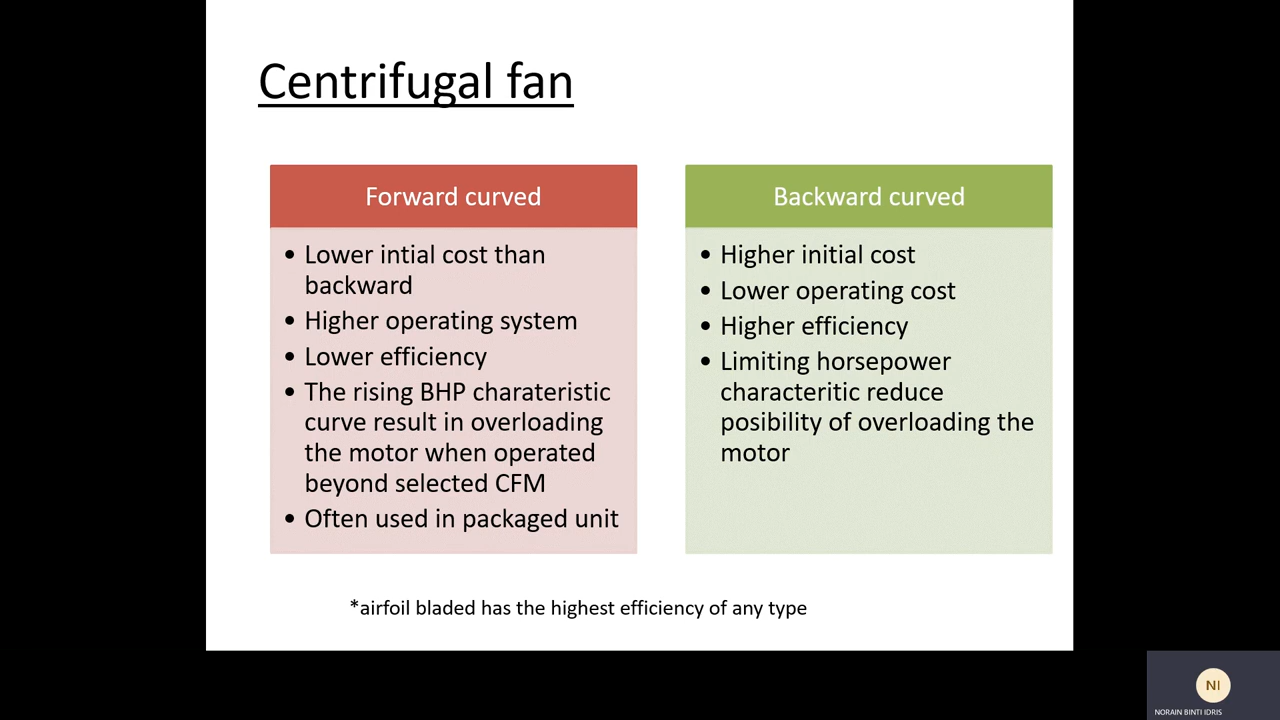 Centrifugal fan
Forward curved
• Lower intial cost than
backward
• Higher operating system
• Lower efficiency
• The rising BHP charateristic
curve result in overloading
the motor when operated
beyond selected CFM
• Often used in packaged unit
Backward curved
• Higher initial cost
• Lower operating cost
• Higher efficiency
• Limiting horsepower
characteritic reduce
posibility of overloading the
motor
*airfoil bladed has the highest efficiency of any type
NI
NORAIN BINTI IDRIS